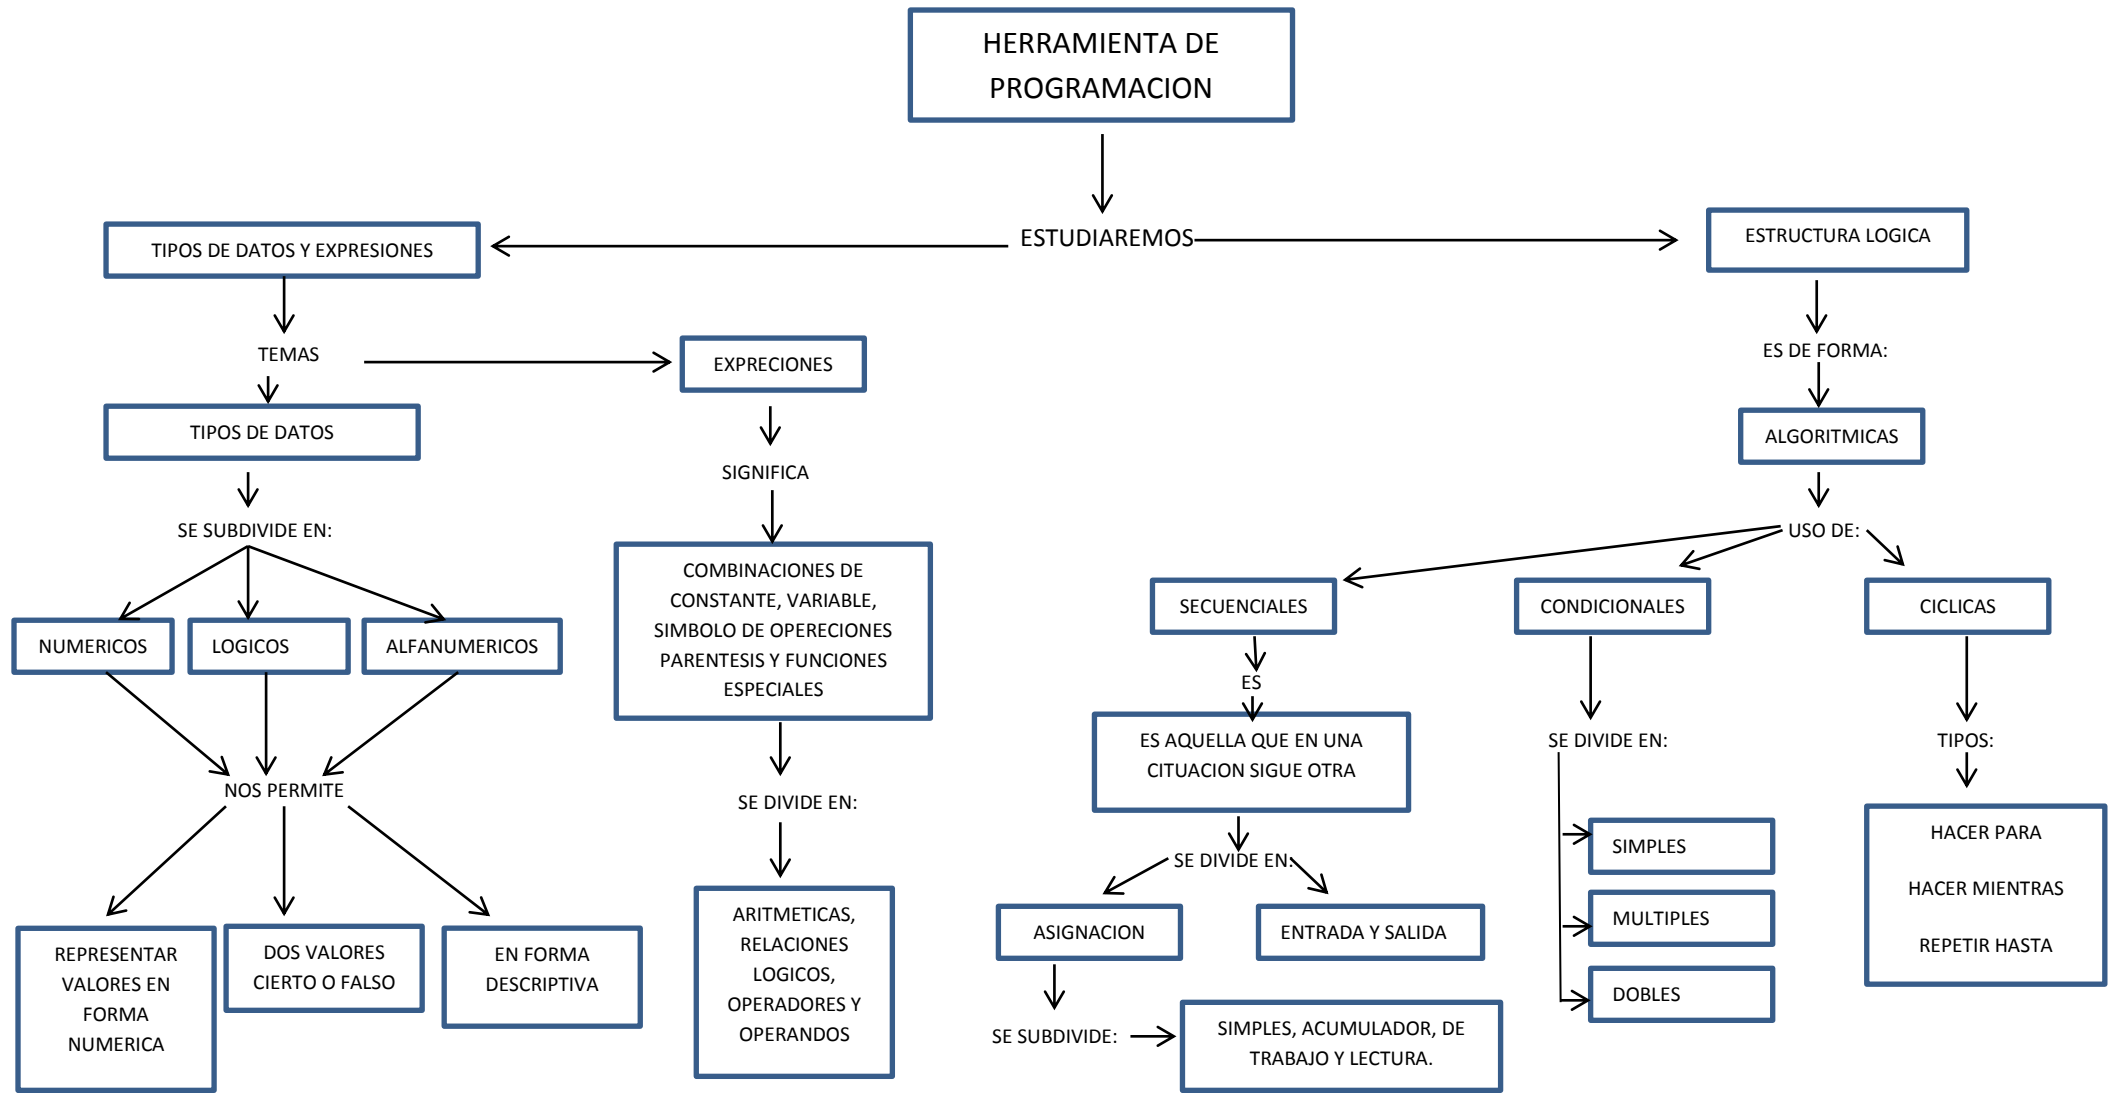 HERRAMIENTA DE
PROGRAMACION
ESTUDIAREMOS
TIPOS DE DATOS Y EXPRESIONES
ESTRUCTURA LOGICA
TEMAS
EXPRECIONES
TIPOS DE DATOS
SE SUBDIVIDE EN:
NUMERICOS
LOGICOS
ALFANUMERICOS
NOS PERMITE
REPRESENTAR
VALORES EN
FORMA
NUMERICA
DOS VALORES
CIERTO O FALSO
EN FORMA
DESCRIPTIVA
SIGNIFICA
COMBINACIONES DE
CONSTANTE, VARIABLE,
SIMBOLO DE OPERECIONES
PARENTESIS Y FUNCIONES
ESPECIALES
SE DIVIDE EN:
ARITMETICAS,
RELACIONES
LOGICOS,
OPERADORES Y
OPERANDOS
ES DE FORMA:
ALGORITMICAS
USO DE:
SECUENCIALES
CONDICIONALES
CICLICAS
ES
ES AQUELLA QUE EN UNA
CITUACION SIGUE OTRA
SE DIVIDE EN:
ASIGNACION
ENTRADA Y SALIDA
SE SUBDIVIDE:
SIMPLES, ACUMULADOR, DE
TRABAJO Y LECTURA.
SE DIVIDE EN:
SIMPLES
MULTIPLES
DOBLES
TIPOS:
HACER PARA
HACER MIENTRAS
REPETIR HASTA